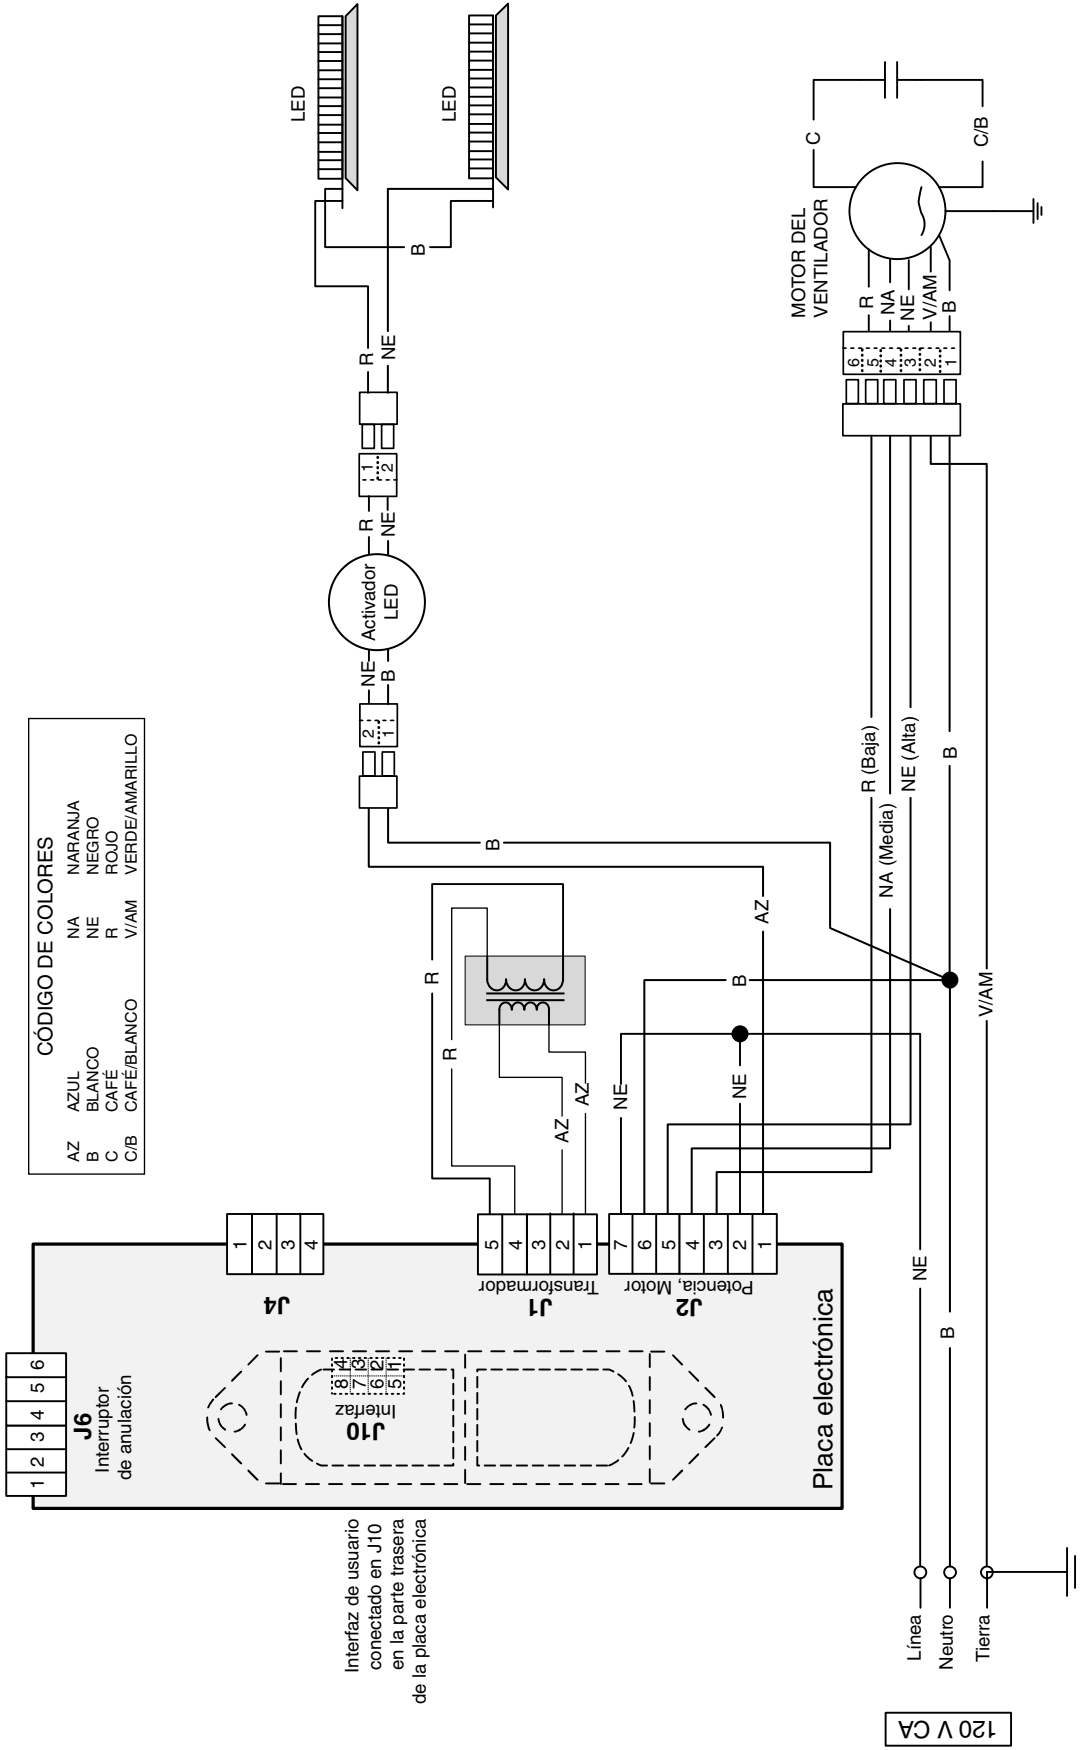 CÓDIGO DE COLORES
AZ AZUL NA NARANJA
B BLANCO NE NEGRO
C CAFÉ R ROJO
C/B CAFÉ/BLANCO V/AM VERDE/AMARILLO
LED
LED
B
R
NE
1
2
R
NE
Activador
LED
NE
B
2
1
B
AZ
MOTOR DEL
VENTILADOR
C
C/B
R
NA
NE
V/AM
B
6
5
4
3
2
1
R (Baja)
NA (Media)
NE (Alta)
B
V/AM
R
R
AZ
AZ
NE
B
NE
1
2
3
4
J4
5
4
3
2
1
Transformador
J1
7
6
5
4
3
2
1
Potencia, Motor
J2
1 2 3 4 5 6
J6
Interruptor
de anulación
8 4
7 3
6 2
5 1
Interfaz
J10
Placa electrónica
Interfaz de usuario
conectado en J10
en la parte trasera
de la placa electrónica
NE
B
Línea
Neutro
Tierra
120 V CA